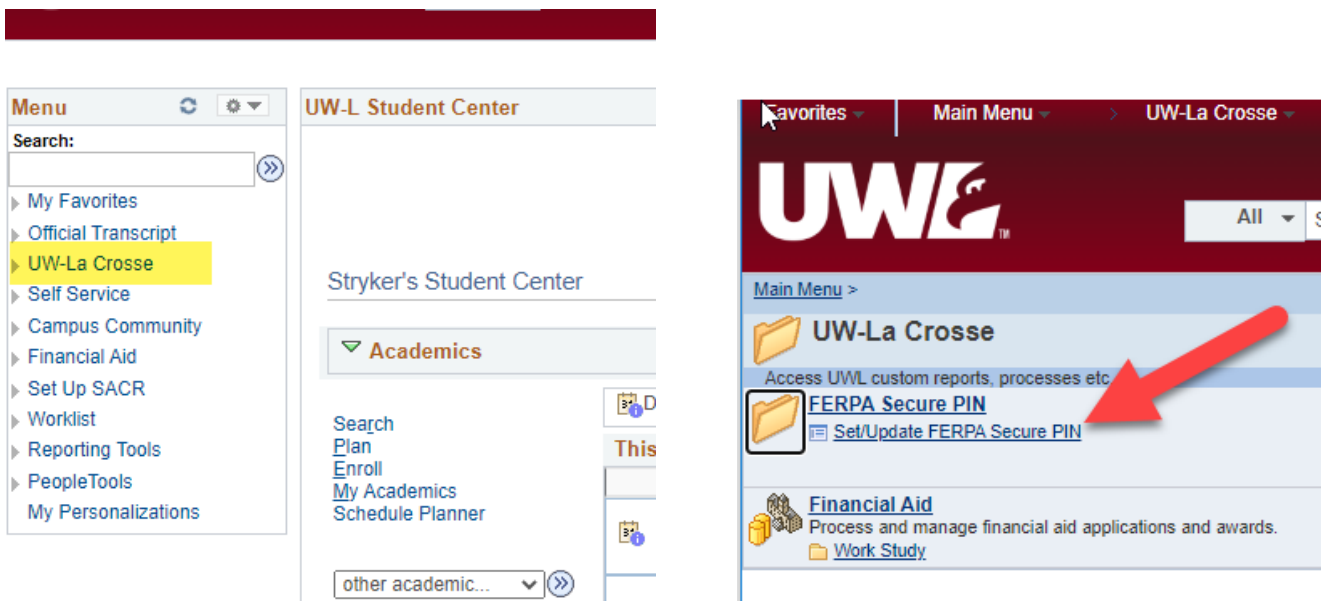 Menu
Search:
My Favorites
Official Transcript
UW-La Crosse
Self Service
Campus Community
Financial Aid
Set Up SACR
Worklist
Reporting Tools
PeopleTools
My Personalizations
UW-L Student Center
Stryker's Student Center
Academics
Search
Plan
Enroll
My Academics
Schedule Planner
This
other academic...
Favorites Main Menu > UW-La Crosse
UWL TM
All
Main Menu >
UW-La Crosse
Access UWL custom reports, processes etc.
FERPA Secure PIN
Set/Update FERPA Secure PIN
Financial Aid
Process and manage financial aid applications and awards.
Work Study